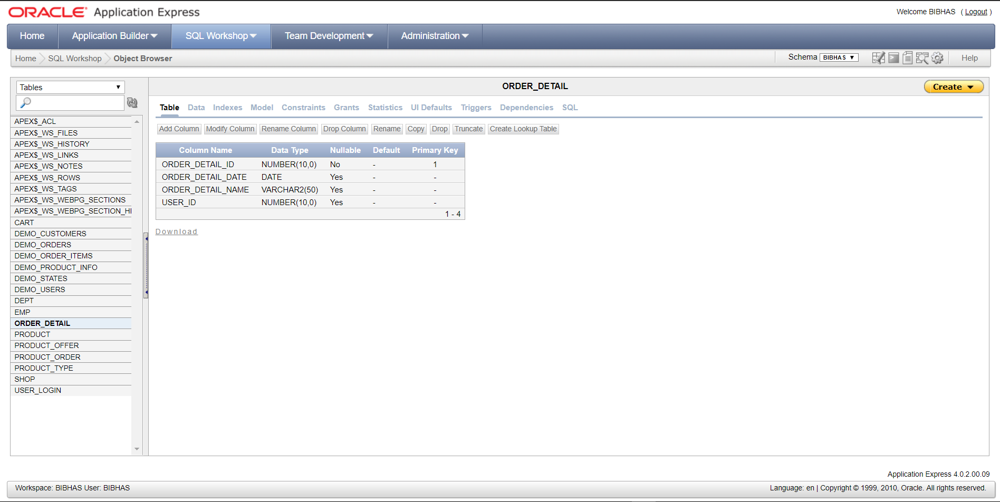 ORACLE® Application Express
Welcome BIBHAS ( Logout )
Home Application Builder SQL Workshop Team Development Administration
Home SQL Workshop Object Browser
Schema BIBHAS Help
Tables
ORDER_DETAIL
Create
Table Data Indexes Model Constraints Grants Statistics UI Defaults Triggers Dependencies SQL
Add Column Modify Column Rename Column Drop Column Rename Copy Drop Truncate Create Lookup Table
APEX$_ACL
APEX$_WS_FILES
APEX$_WS_HISTORY
APEX$_WS_LINKS
APEX$_WS_NOTES
APEX$_WS_ROWS
APEX$_WS_TAGS
APEX$_WS_WEBPG_SECTIONS
APEX$_WS_WEBPG_SECTION_HI
CART
DEMO_CUSTOMERS
DEMO_ORDERS
DEMO_ORDER_ITEMS
DEMO_PRODUCT_INFO
DEMO_STATES
DEMO_USERS
DEPT
EMP
ORDER_DETAIL
PRODUCT
PRODUCT_OFFER
PRODUCT_ORDER
PRODUCT_TYPE
SHOP
USER_LOGIN
Column Name Data Type Nullable Default Primary Key
ORDER_DETAIL_ID NUMBER(10,0) No - 1
ORDER_DETAIL_DATE DATE Yes - -
ORDER_DETAIL_NAME VARCHAR2(50) Yes - -
USER_ID NUMBER(10,0) Yes - -
1 - 4
Download
Application Express 4.0.2.00.09
Workspace: BIBHAS User: BIBHAS
Language: en | Copyright © 1999, 2010, Oracle. All rights reserved.